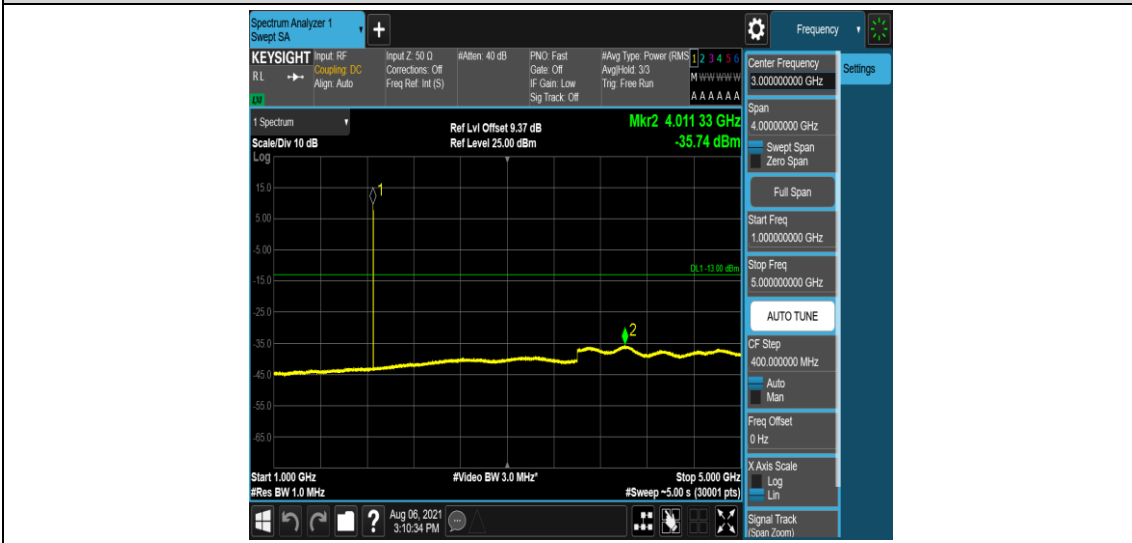 Spectrum Analyzer 1
Swept SA
+
Frequency
KEYSIGHT
RL
LXI
Input: RF
Coupling: DC
Align: Auto
Input Z: 50 Ω
Corrections: Off
Freq Ref: Int (S)
#Atten: 40 dB
PNO: Fast
Gate: Off
IF Gain: Low
Sig Track: Off
#Avg Type: Power (RMS
Avg|Hold: 3/3
Trig: Free Run
1 2 3 4 5 6
M W W W W W
A A A A A A
Center Frequency
3.000000000 GHz
Settings
Span
4.00000000 GHz
Swept Span
Zero Span
Full Span
Start Freq
1.000000000 GHz
Stop Freq
5.000000000 GHz
AUTO TUNE
CF Step
400.000000 MHz
Auto
Man
Freq Offset
0 Hz
X Axis Scale
Log
Lin
Signal Track
(Span Zoom)
1 Spectrum
Scale/Div 10 dB
Log
Ref Lvl Offset 9.37 dB
Ref Level 25.00 dBm
Mkr2 4.011 33 GHz
-35.74 dBm
15.0
5.00
-5.00
-15.0
-25.0
-35.0
-45.0
-55.0
-65.0
1
DL1 -13.00 dBm
2
Start 1.000 GHz
#Res BW 1.0 MHz
#Video BW 3.0 MHz*
Stop 5.000 GHz
#Sweep ~5.00 s (30001 pts)
?
Aug 06, 2021
3:10:34 PM